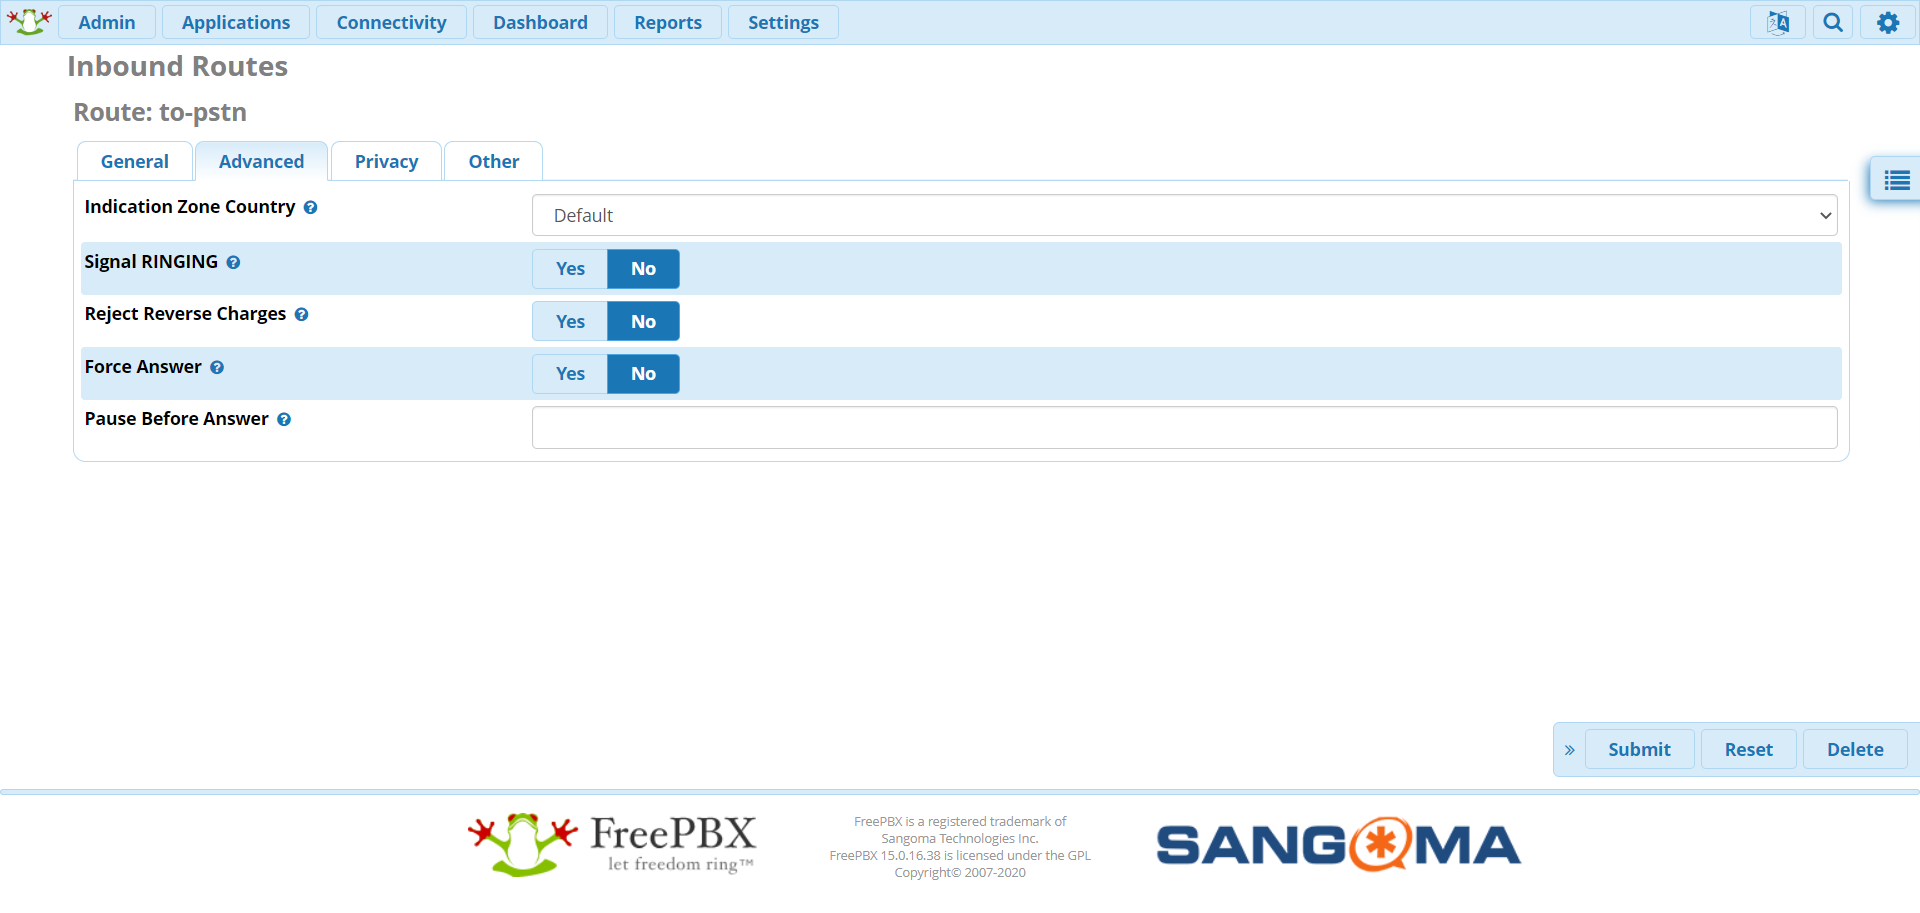 Admin Applications Connectivity Dashboard Reports Settings
Inbound Routes
Route: to-pstn
General Advanced Privacy Other
Indication Zone Country Default
Signal RINGING Yes No
Reject Reverse Charges Yes No
Force Answer Yes No
Pause Before Answer
» Submit Reset Delete
FreePBX
let freedom ring™
FreePBX is a registered trademark of
Sangoma Technologies Inc.
FreePBX 15.0.16.38 is licensed under the GPL
Copyright© 2007-2020
SANGOMA